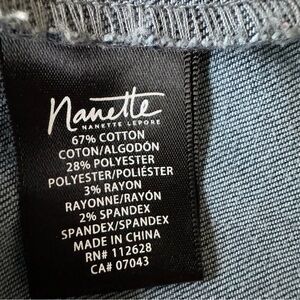 Nanette
NANETTE LEPORE
67% COTTON
COTON/ALGODÓN
28% POLYESTER
POLYESTER/POLIÉSTER
3% RAYON
RAYONNE/RAYÓN
2% SPANDEX
SPANDEX/SPANDEX
MADE IN CHINA
RN# 112628
CA# 07043